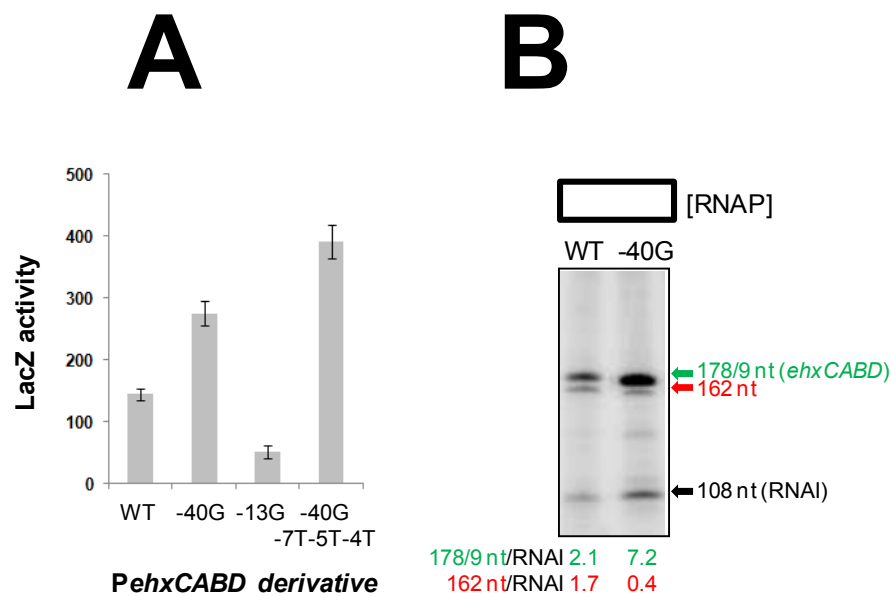 A
B
500
400
300
200
100
0
LacZ activity
WT -40G -13G -40G
-7T-5T-4T
PehxCABD derivative
[RNAP]
WT -40G
178/9 nt (ehxCABD)
162 nt
108 nt (RNAI)
178/9 nt/RNAI 2.1 7.2
162 nt/RNAI 1.7 0.4